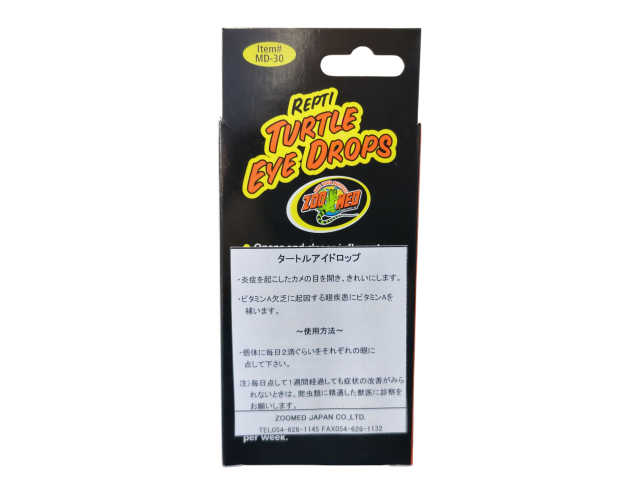 Item#
MD-30
REPTI
TURTLE
EYE DROPS
ZOO MED
タートルアイドロップ
・炎症を起こしたカメの目を開き、きれいにします。
・ビタミンA欠乏に起因する眼疾患にビタミンAを
補います。
～使用方法～
・個体に毎日2滴ぐらいをそれぞれの眼に
点して下さい。
注）毎日点して1週間経過しても症状の改善がみら
れないときは、爬虫類に精通した獣医に診察を
お願いします。
ZOOMED JAPAN CO.,LTD.
TEL054-626-1145 FAX054-626-1132
per week.